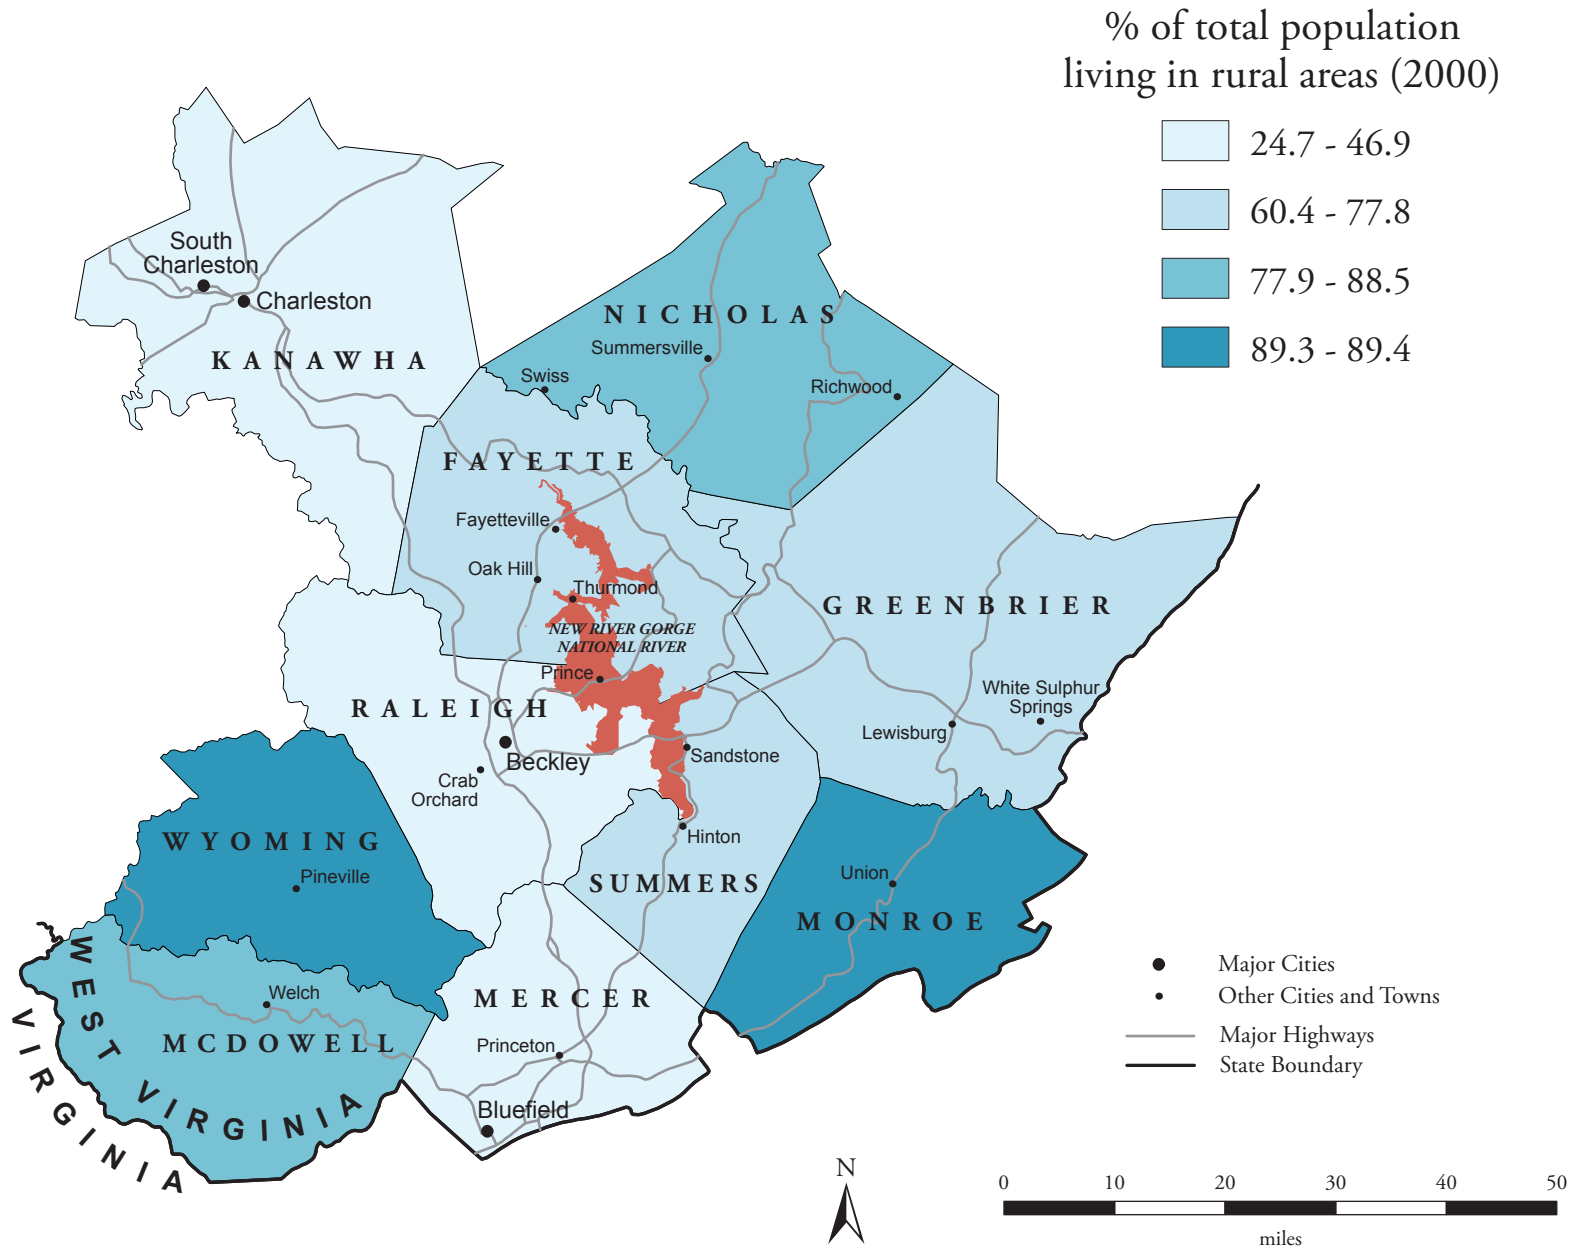 % of total population
living in rural areas (2000)
24.7 - 46.9
60.4 - 77.8
77.9 - 88.5
89.3 - 89.4
South
Charleston
Charleston
KANAWHA
NICHOLAS
Summersville
Swiss
Richwood
FAYETTE
Fayetteville
Oak Hill
Thurmond
NEW RIVER GORGE
NATIONAL RIVER
Prince
GREENBRIER
White Sulphur
Springs
Lewisburg
RALEIGH
Beckley
Crab
Orchard
Sandstone
Hinton
SUMMERS
WYOMING
Pineville
Union
MONROE
Welch
MCDOWELL
MERCER
Princeton
Bluefield
WEST VIRGINIA
VIRGINIA
Major Cities
Other Cities and Towns
Major Highways
State Boundary
N
0 10 20 30 40 50
miles